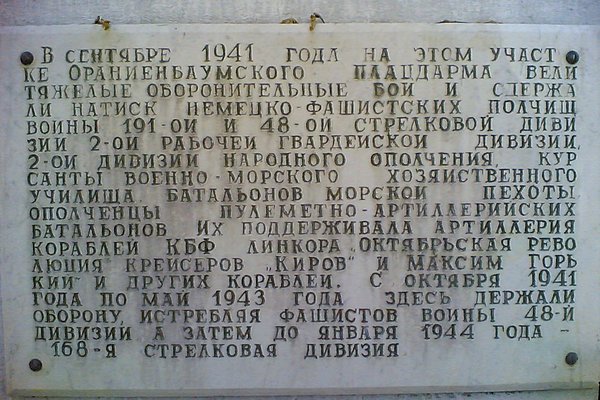 В СЕНТЯБРЕ 1941 ГОДА НА ЭТОМ УЧАСТ
КЕ ОРАНИЕНБАУМСКОГО ПЛАЦДАРМА ВЕЛИ
ТЯЖЕЛЫЕ ОБОРОНИТЕЛЬНЫЕ БОИ И СДЕРЖА
ЛИ НАТИСК НЕМЕЦКО-ФАШИСТСКИХ ПОЛЧИЩ
ВОИНЫ 191-ОЙ И 48-ОЙ СТРЕЛКОВОЙ ДИВИ
ЗИИ 2-ОЙ РАБОЧЕЙ ГВАРДЕЙСКОЙ ДИВИЗИИ,
2-ОЙ ДИВИЗИИ НАРОДНОГО ОПОЛЧЕНИЯ, КУР
САНТЫ ВОЕННО-МОРСКОГО ХОЗЯЙСТВЕННОГО
УЧИЛИЩА, БАТАЛЬОНОВ МОРСКОЙ ПЕХОТЫ,
ОПОЛЧЕНЦЫ ПУЛЕМЕТНО-АРТИЛЛЕРИЙСКИХ
БАТАЛЬОНОВ ИХ ПОДДЕРЖИВАЛА АРТИЛЛЕРИЯ
КОРАБЛЕЙ КБФ ЛИНКОРА „ОКТЯБРЬСКАЯ РЕВО
ЛЮЦИЯ" КРЕЙСЕРОВ „КИРОВ" И МАКСИМ ГОРЬ
КИЙ" И ДРУГИХ КОРАБЛЕЙ. С ОКТЯБРЯ 1941
ГОДА ПО МАЙ 1943 ГОДА ЗДЕСЬ ДЕРЖАЛИ
ОБОРОНУ, ИСТРЕБЛЯЯ ФАШИСТОВ ВОИНЫ 48-Й
ДИВИЗИИ А ЗАТЕМ ДО ЯНВАРЯ 1944 ГОДА -
168-Я СТРЕЛКОВАЯ ДИВИЗИЯ